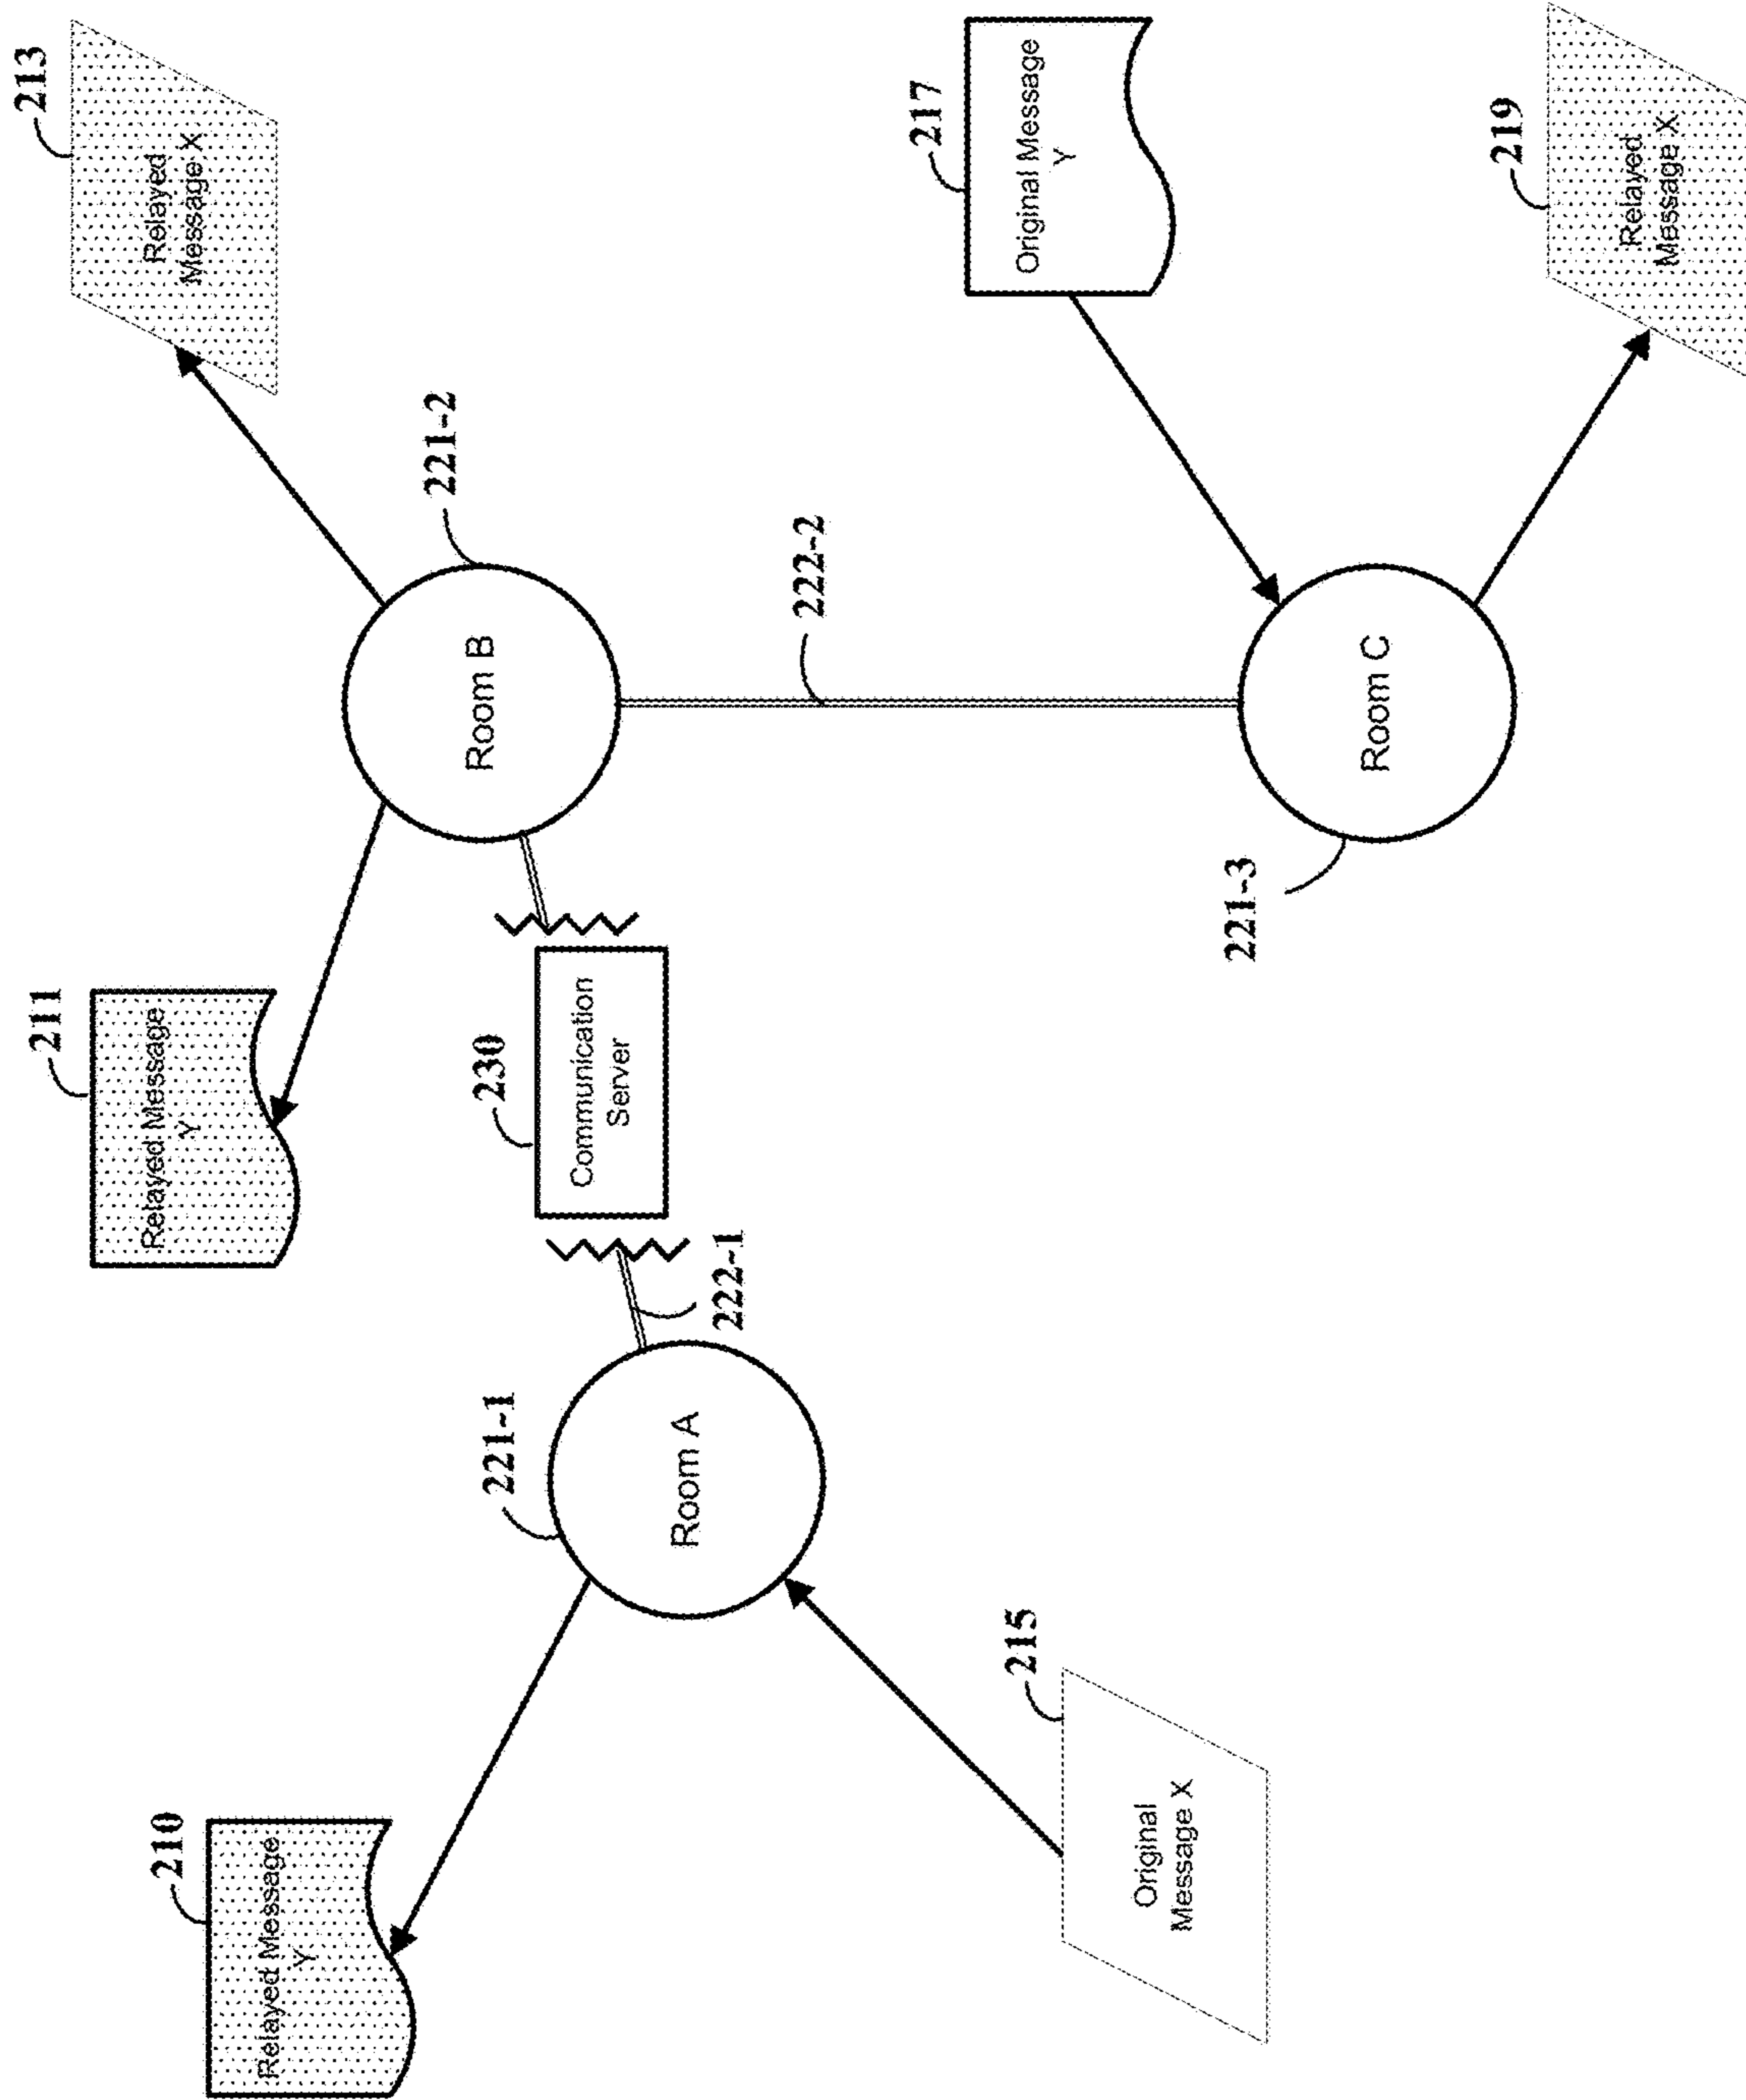 210
Relayed Message
Y
211
Relayed Message
Y
213
Relayed
Message X
221-1
Room A
222-1
230
Communication
Server
Room B
221-2
222-2
215
Original
Message X
217
Original Message
Y
221-3
Room C
219
Relayed
Message X